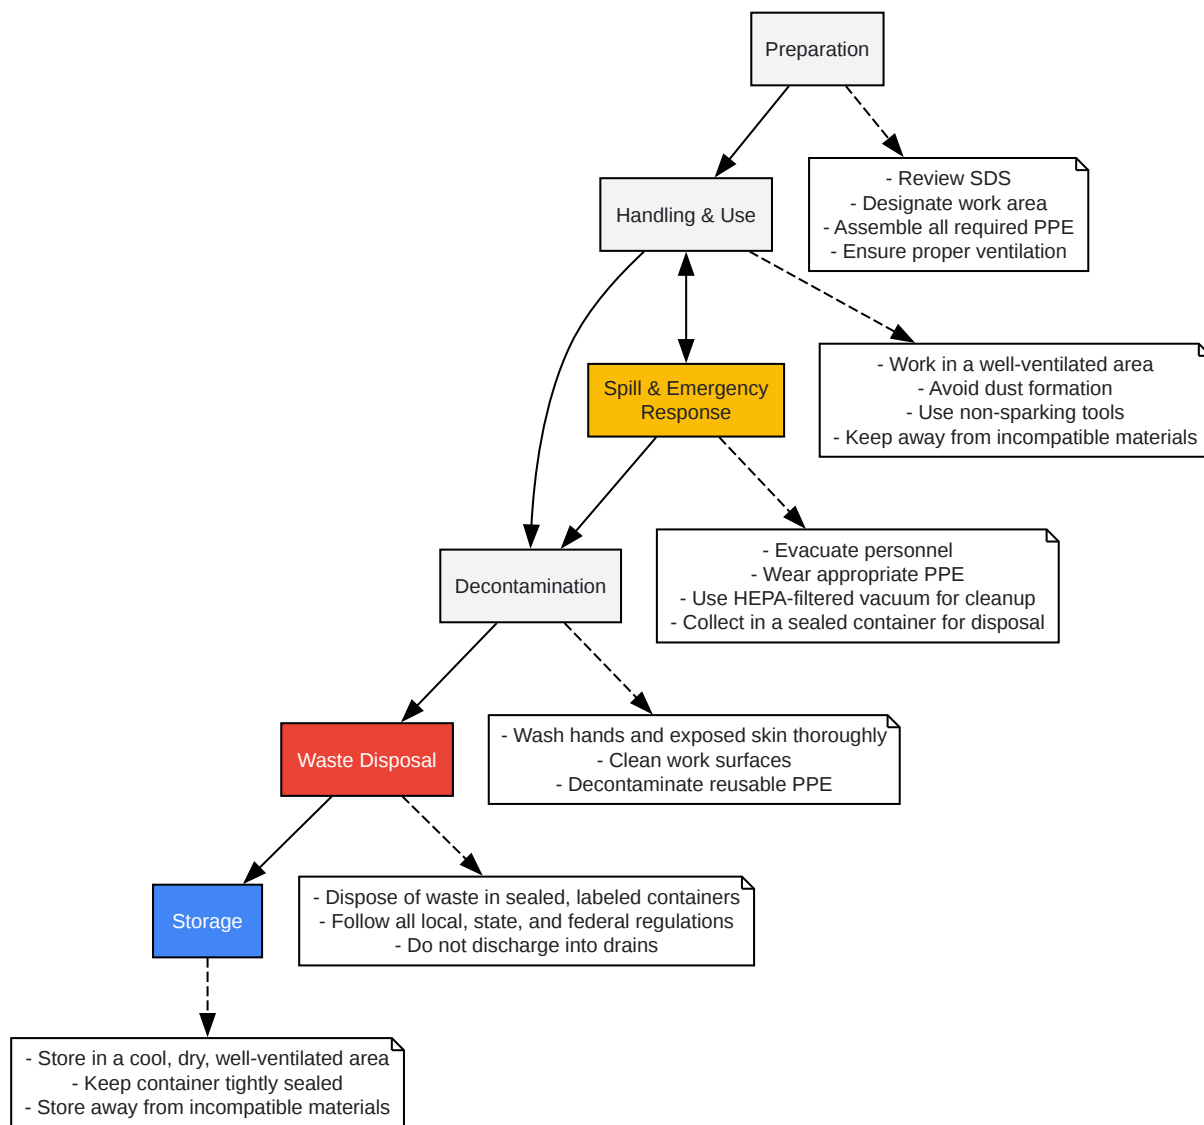 Preparation
- Review SDS
- Designate work area
- Assemble all required PPE
- Ensure proper ventilation
Handling & Use
- Work in a well-ventilated area
- Avoid dust formation
- Use non-sparking tools
- Keep away from incompatible materials
Spill & Emergency
Response
- Evacuate personnel
- Wear appropriate PPE
- Use HEPA-filtered vacuum for cleanup
- Collect in a sealed container for disposal
Decontamination
- Wash hands and exposed skin thoroughly
- Clean work surfaces
- Decontaminate reusable PPE
Waste Disposal
- Dispose of waste in sealed, labeled containers
- Follow all local, state, and federal regulations
- Do not discharge into drains
Storage
- Store in a cool, dry, well-ventilated area
- Keep container tightly sealed
- Store away from incompatible materials